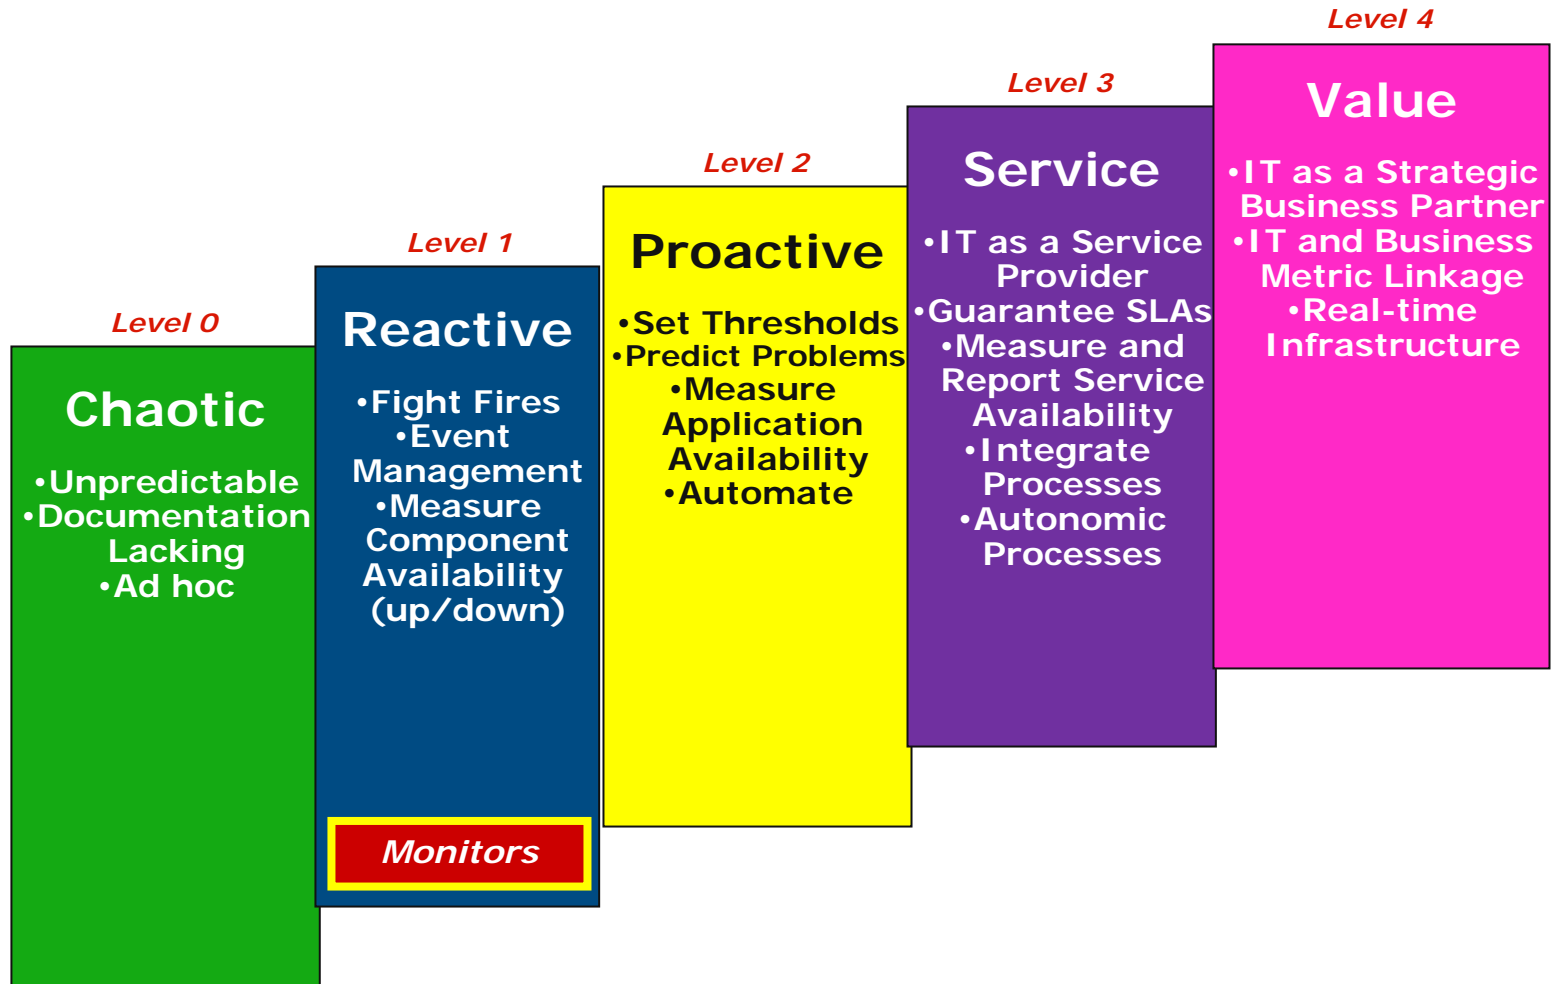 Level 0
Chaotic
•Unpredictable
•Documentation
Lacking
•Ad hoc
Level 1
Reactive
•Fight Fires
•Event
Management
•Measure
Component
Availability
(up/down)
Monitors
Level 2
Proactive
•Set Thresholds
•Predict Problems
•Measure
Application
Availability
•Automate
Level 3
Service
•IT as a Service
Provider
•Guarantee SLAs
•Measure and
Report Service
Availability
•Integrate
Processes
•Autonomic
Processes
Level 4
Value
•IT as a Strategic
Business Partner
•IT and Business
Metric Linkage
•Real-time
Infrastructure